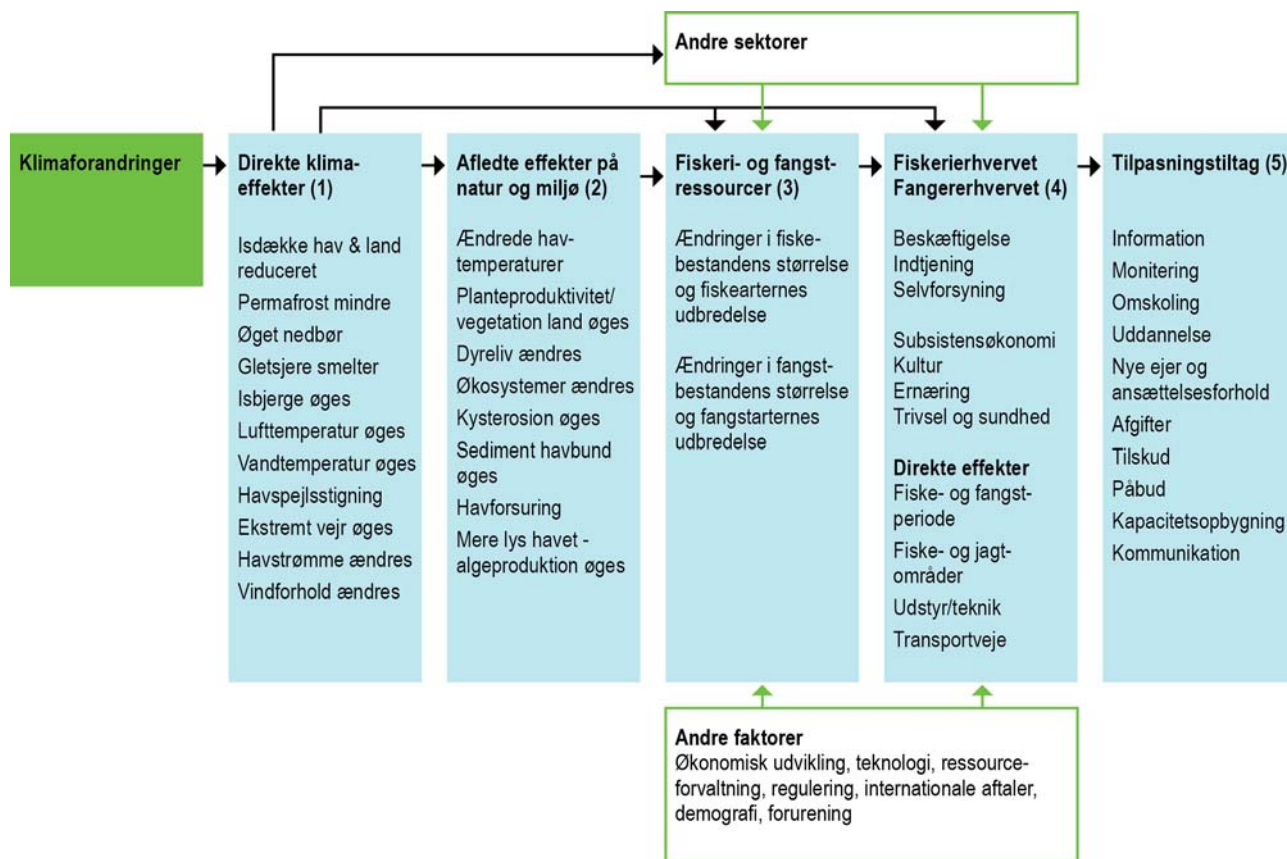 Andre sektorer
Klimaforandringer
Direkte klima-
effekter (1)
Isdække hav & land
reduceret
Permafrost mindre
Øget nedbør
Gletsjere smelter
Isbjerge øges
Lufttemperatur øges
Vandtemperatur øges
Havspejlsstigning
Ekstremt vejr øges
Havstrømme ændres
Vindforhold ændres
Afledte effekter på
natur og miljø (2)
Ændrede hav-
temperaturer
Planteproduktivitet/
vegetation land øges
Dyreliv ændres
Økosystemer ændres
Kysterosion øges
Sediment havbund
øges
Havforsuring
Mere lys havet -
algeproduktion øges
Fiskeri- og fangst-
ressourcer (3)
Ændringer i fiske-
bestandens størrelse
og fiskearternes
udbredelse
Ændringer i fangst-
bestandens størrelse
og fangstarternes
udbredelse
Fiskerierhvervet
Fangererhvervet (4)
Beskæftigelse
Indtjening
Selvforsyning
Subsistensøkonomi
Kultur
Ernæring
Trivsel og sundhed
Direkte effekter
Fiske- og fangst-
periode
Fiske- og jagt-
områder
Udstyr/teknik
Transportveje
Tilpasningstiltag (5)
Information
Monitering
Omskoling
Uddannelse
Nye ejer og
ansættelsesforhold
Afgifter
Tilskud
Påbud
Kapacitetsopbygning
Kommunikation
Andre faktorer
Økonomisk udvikling, teknologi, ressource-
forvaltning, regulering, internationale aftaler,
demografi, forurening